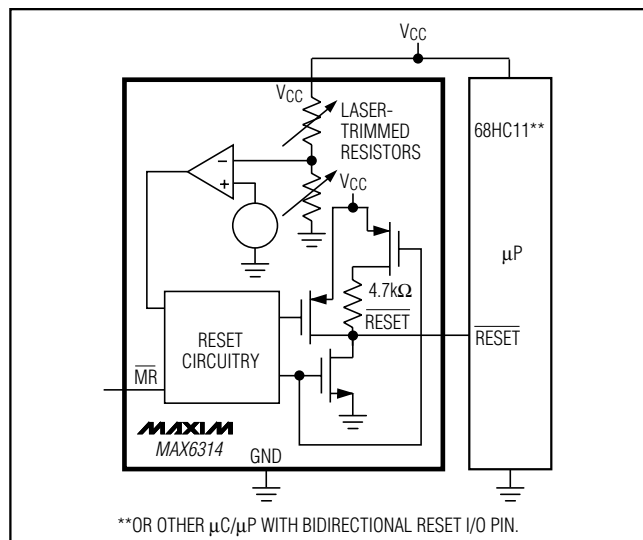 VCC
VCC
LASER-
TRIMMED
RESISTORS
68HC11**
−
+
VCC
μP
4.7kΩ
RESET
RESET
CIRCUITRY
RESET
MR
MAXIM
MAX6314
GND
**OR OTHER μC/μP WITH BIDIRECTIONAL RESET I/O PIN.